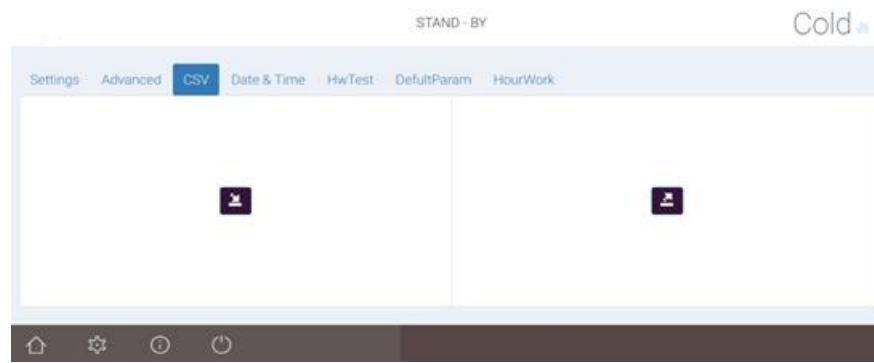 STAND - BY
Cold
Settings Advanced CSV Date & Time HwTest DefultParam HourWork